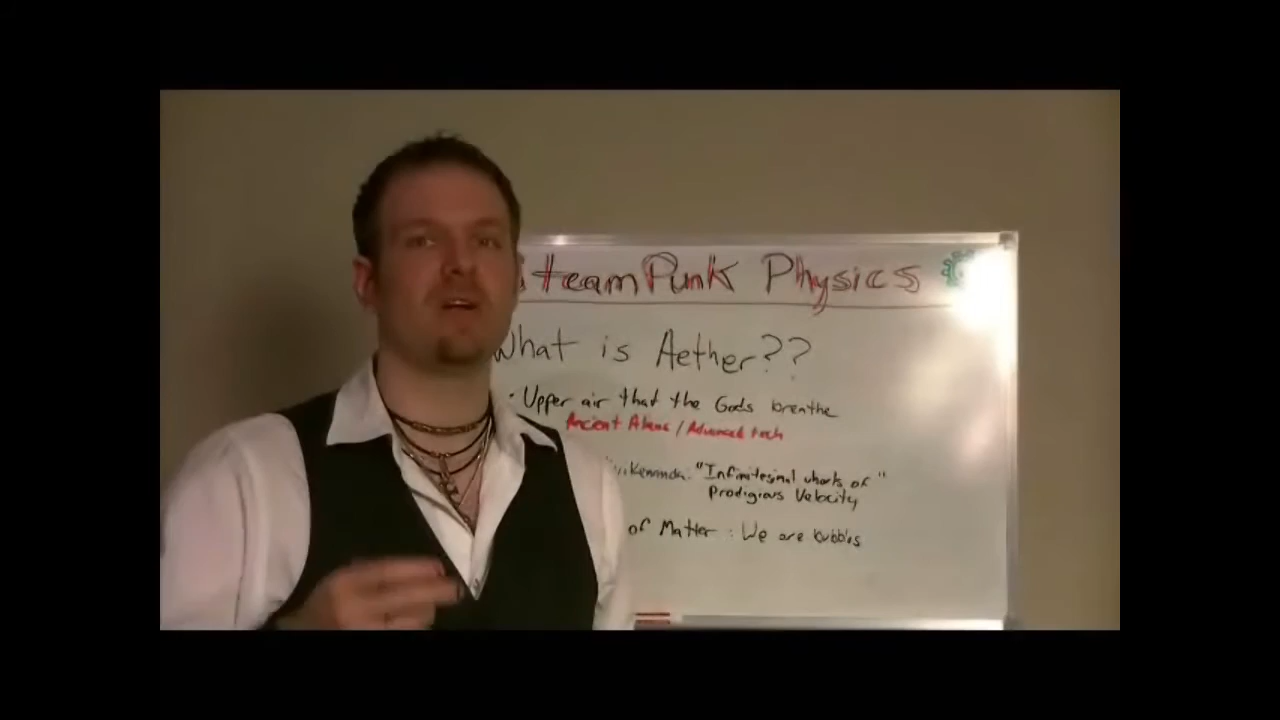 SteamPunk Physics
What is Aether??
· Upper air that the Gods breathe
Ancient Aliens / Advanced tech
"Infinitesimal whorls of"
Prodigious Velocity
of Matter : We are bubbles